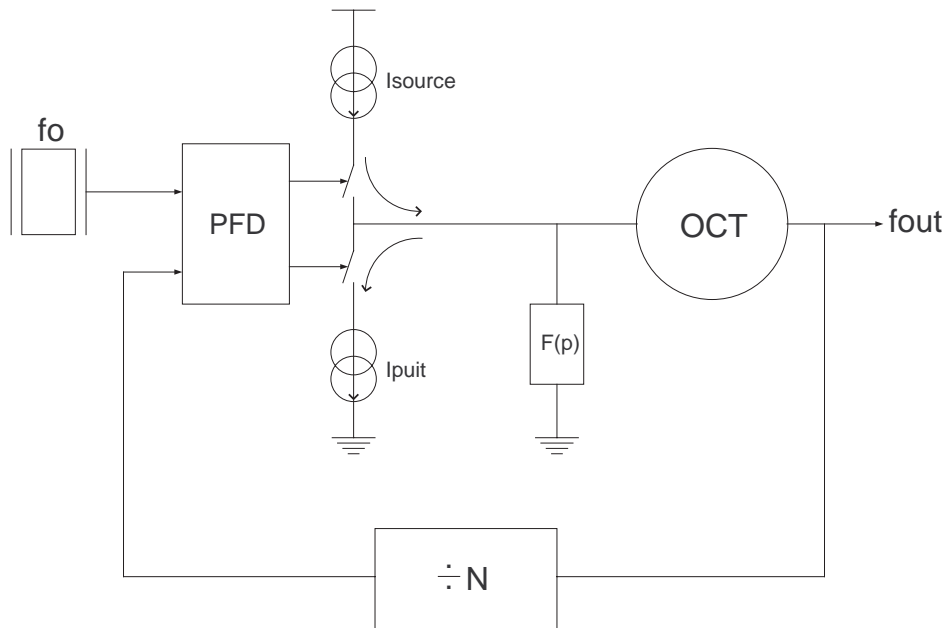 Isource
fo
PFD
OCT
fout
F(p)
Ipuit
÷ N